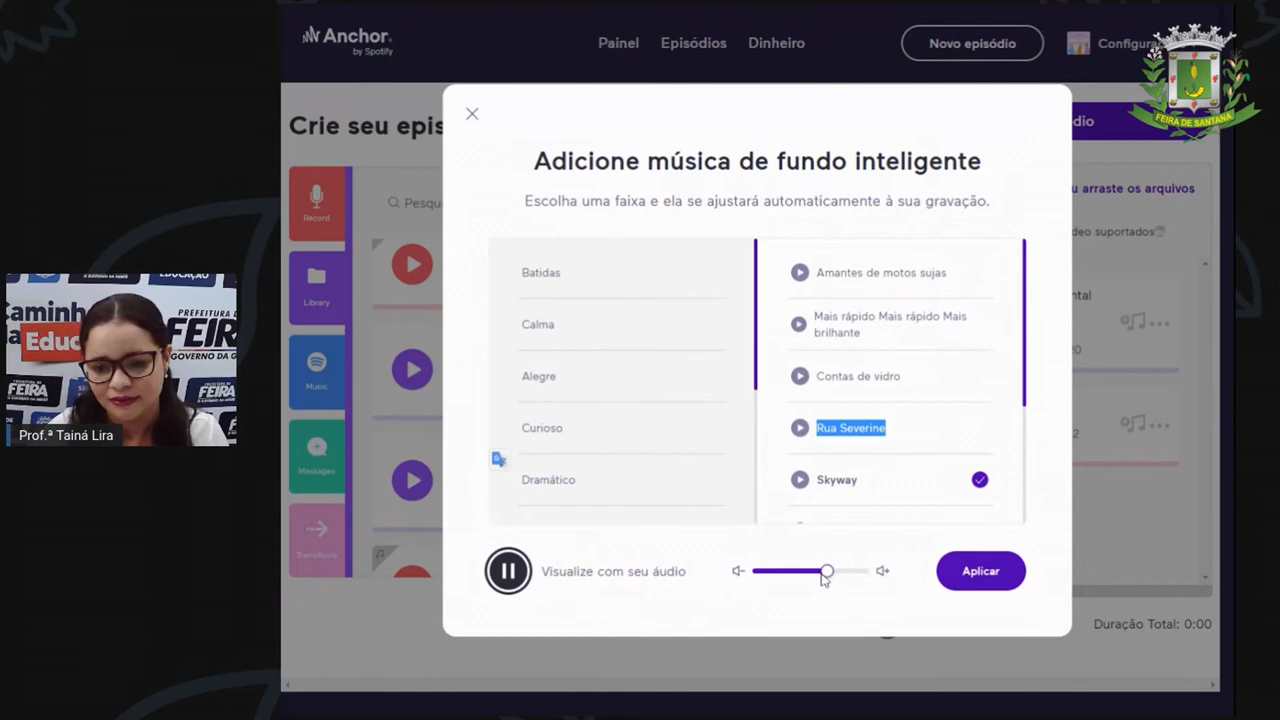 Anchor
by Spotify
Painel
Episódios
Dinheiro
Novo episódio
FEIRA DE SANTANA
Crie seu epis
dio
Adicione música de fundo inteligente
Escolha uma faixa e ela se ajustará automaticamente à sua gravação.
u arraste os arquivos
deo suportados
Record
Library
Music
Messages
Transitions
Pesqu
Batidas
Calma
Alegre
Curioso
Dramático
Amantes de motos sujas
Mais rápido Mais rápido Mais
brilhante
Contas de vidro
Rua Severine
Skyway
ntal
20
2
Visualize com seu áudio
Aplicar
Duração Total: 0:00
EDUCAÇÃO
Caminh
Educ
PREFEITURA D
FEIR
GOVERNO DA G
FEIRA
Prof.ª Tainá Lira